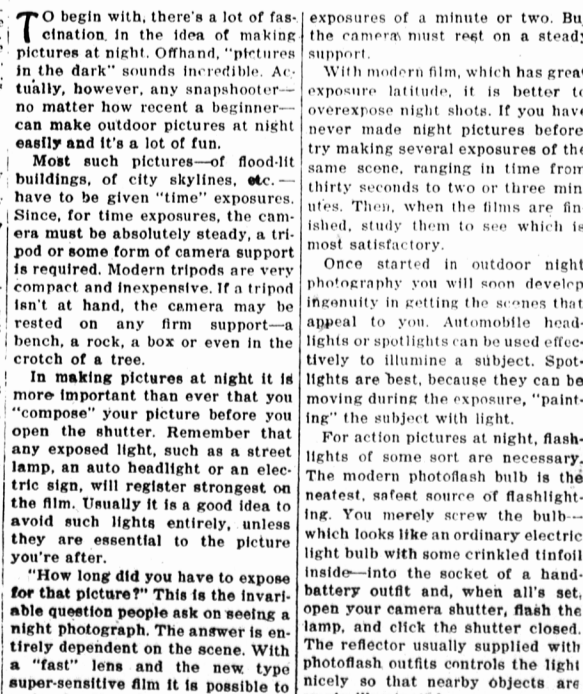 TO begin with, there's a lot of fas-
cination in the idea of making
pictures at night. Offhand, "pictures
in the dark" sounds incredible. Ac-
tually, however, any snapshooter—
no matter how recent a beginner—
can make outdoor pictures at night
easily and it's a lot of fun.
Most such pictures—of flood-lit
buildings, of city skylines, etc.—
have to be given "time" exposures.
Since, for time exposures, the cam-
era must be absolutely steady, a tri-
pod or some form of camera support
is required. Modern tripods are very
compact and inexpensive. If a tripod
isn't at hand, the camera may be
rested on any firm support—a
bench, a rock, a box or even in the
crotch of a tree.
In making pictures at night it is
more important than ever that you
"compose" your picture before you
open the shutter. Remember that
any exposed light, such as a street
lamp, an auto headlight or an elec-
tric sign, will register strongest on
the film. Usually it is a good idea to
avoid such lights entirely, unless
they are essential to the picture
you're after.
"How long did you have to expose
for that picture?" This is the invari-
able question people ask on seeing a
night photograph. The answer is en-
tirely dependent on the scene. With
a "fast" lens and the new type
super-sensitive film it is possible to
exposures of a minute or two. Bu
the camera must rest on a stead
support.
With modern film, which has grea
exposure latitude, it is better t
overexpose night shots. If you hav
never made night pictures before
try making several exposures of the
same scene, ranging in time from
thirty seconds to two or three min
utes. Then, when the films are fin
ished, study them to see which is
most satisfactory.
Once started in outdoor night
photography you will soon develop
ingenuity in getting the scenes that
appeal to you. Automobile head-
lights or spotlights can be used effec-
tively to illumine a subject. Spot-
lights are best, because they can be
moving during the exposure, "paint-
ing" the subject with light.
For action pictures at night, flash-
lights of some sort are necessary.
The modern photoflash bulb is the
neatest, safest source of flashlight-
ing. You merely screw the bulb—
which looks like an ordinary electric
light bulb with some crinkled tinfoil
inside—into the socket of a hand-
battery outfit and, when all's set,
open your camera shutter, flash the
lamp, and click the shutter closed.
The reflector usually supplied with
photoflash outfits controls the light
nicely so that nearby objects are